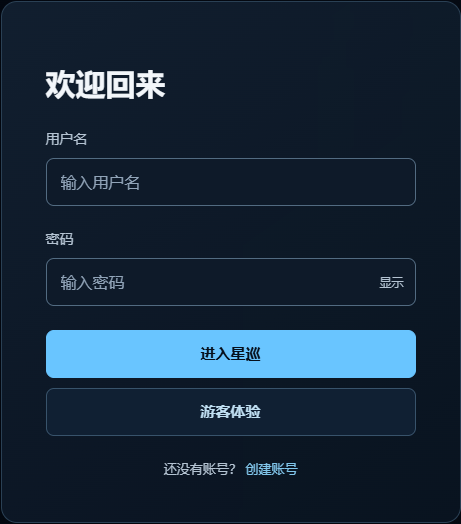 欢迎回来
用户名
输入用户名
密码
输入密码 显示
进入星巡
游客体验
还没有账号？ 创建账号